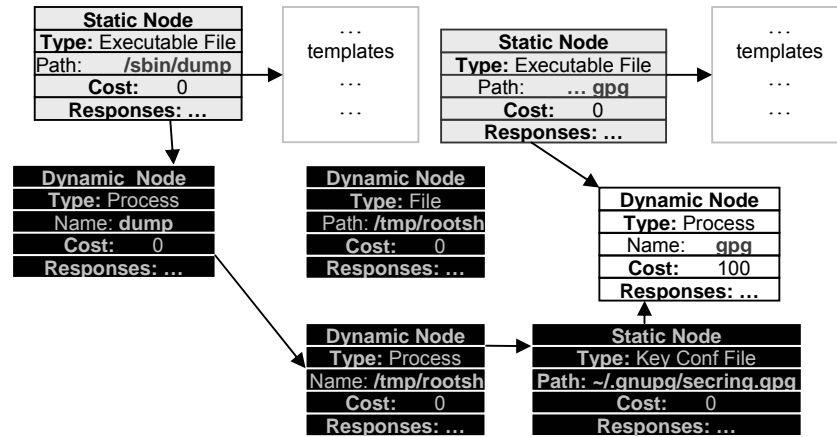 Static Node
Type: Executable File
Path: /sbin/dump
Cost: 0
Responses: ...
...
templates
...
...
Static Node
Type: Executable File
Path: ... gpg
Cost: 0
Responses: ...
...
templates
...
...
Dynamic Node
Type: Process
Name: dump
Cost: 0
Responses: ...
Dynamic Node
Type: File
Path: /tmp/rootsh
Cost: 0
Responses: ...
Dynamic Node
Type: Process
Name: gpg
Cost: 100
Responses: ...
Dynamic Node
Type: Process
Name: /tmp/rootsh
Cost: 0
Responses: ...
Static Node
Type: Key Conf File
Path: ~/.gnupg/secring.gpg
Cost: 0
Responses: ...